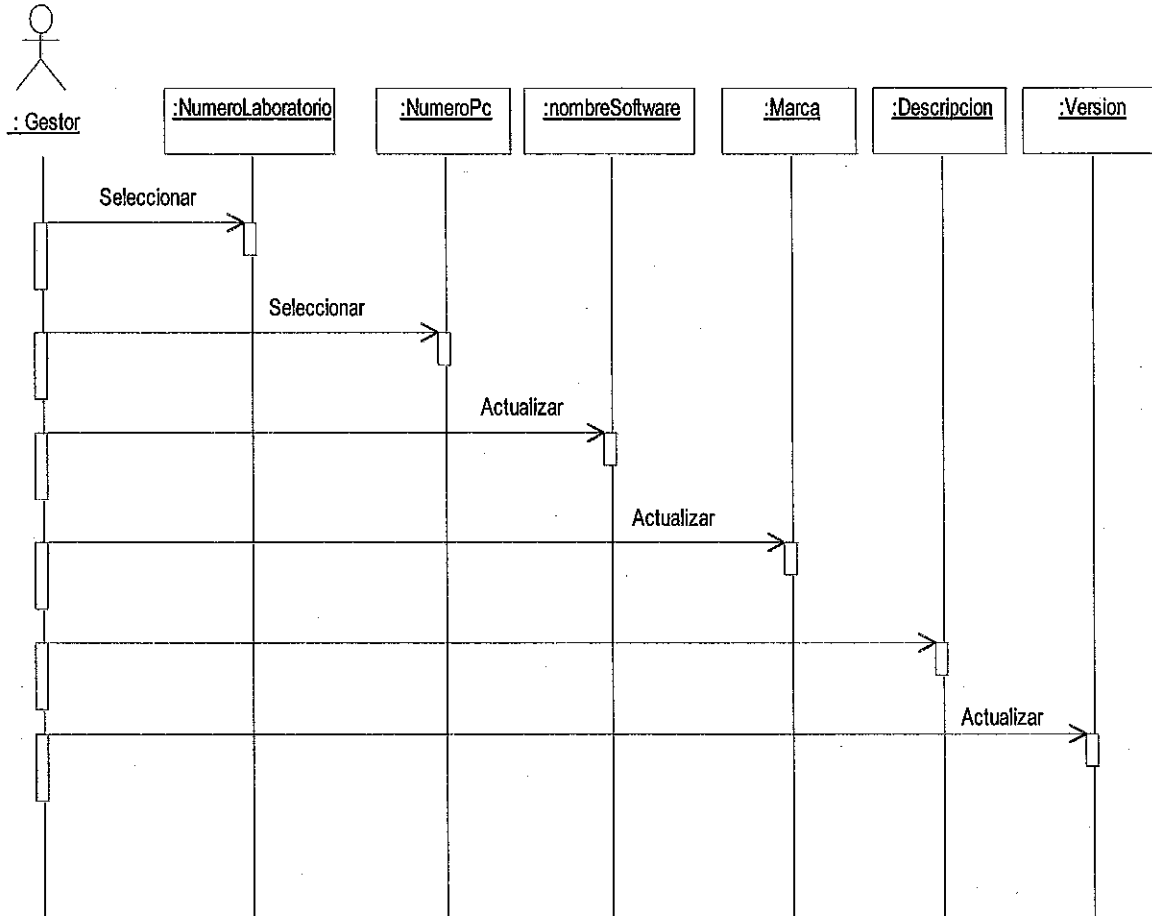 : Gestor
:NumeroLaboratorio
:NumeroPc
:nombreSoftware
:Marca
:Descripcion
:Version
Seleccionar
Seleccionar
Actualizar
Actualizar
Actualizar